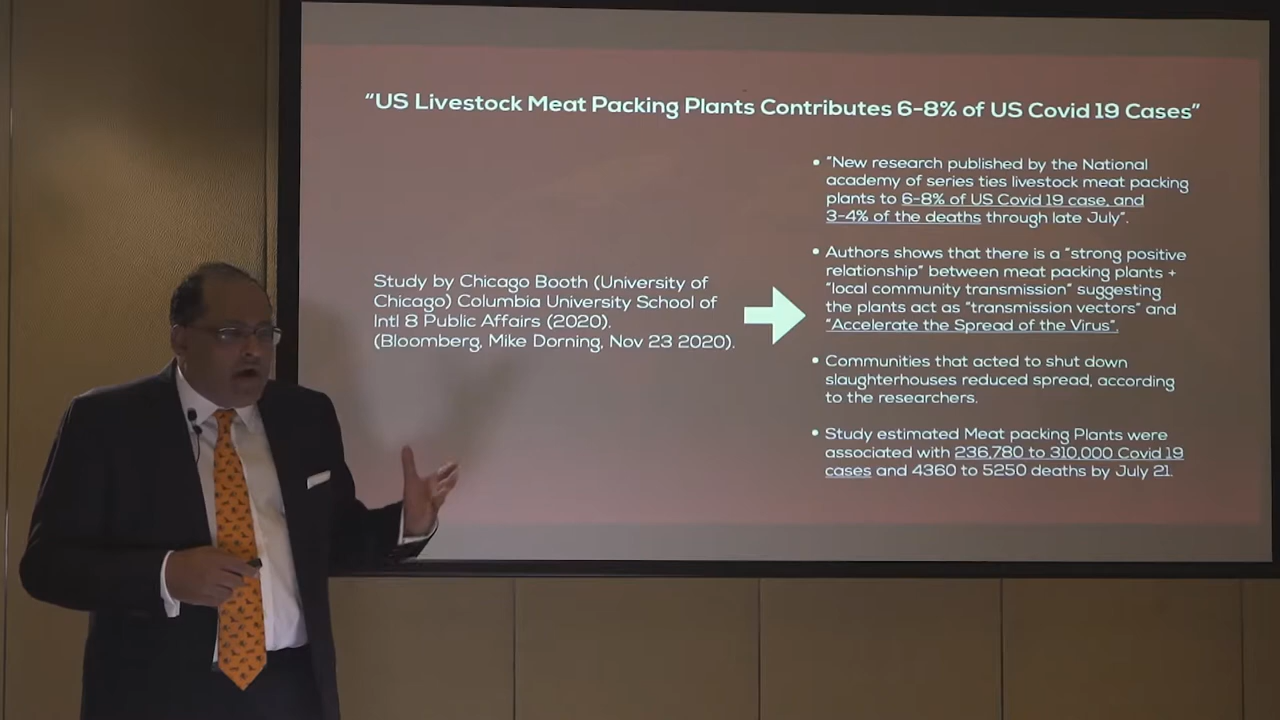 "US Livestock Meat Packing Plants Contributes 6-8% of US Covid 19 Cases"
Study by Chicago Booth (University of
Chicago) Columbia University School of
Intl 8 Public Affairs (2020).
(Bloomberg, Mike Dorning, Nov 23 2020).
• "New research published by the National
academy of series ties livestock meat packing
plants to 6-8% of US Covid 19 case, and
3-4% of the deaths through late July".
• Authors shows that there is a "strong positive
relationship" between meat packing plants +
"local community transmission" suggesting
the plants act as "transmission vectors" and
"Accelerate the Spread of the Virus".
• Communities that acted to shut down
slaughterhouses reduced spread, according
to the researchers.
• Study estimated Meat packing Plants were
associated with 236,780 to 310,000 Covid 19
cases and 4360 to 5250 deaths by July 21.